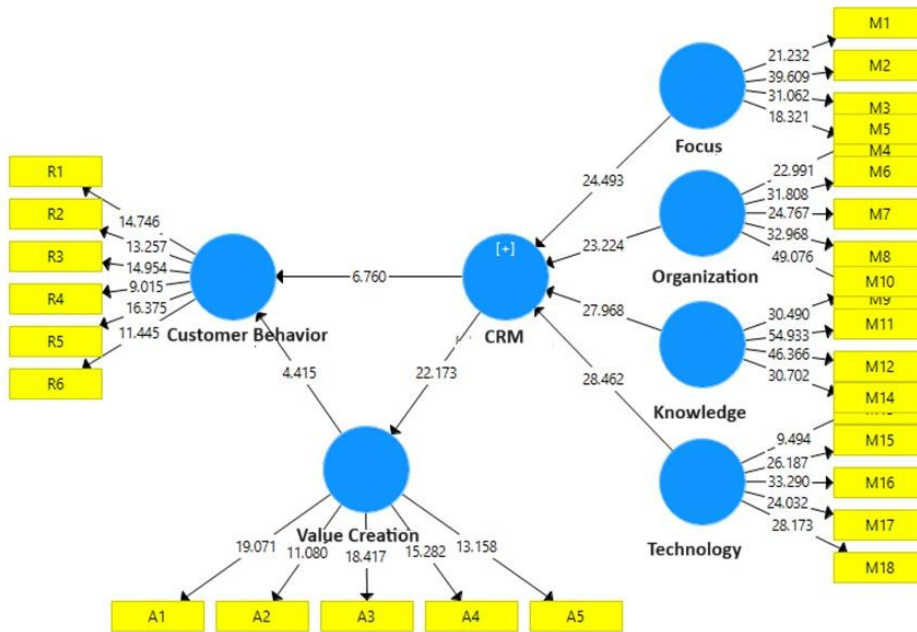 M1
21.232
M2
39.609
31.062
M3
18.321
M5
Focus
M4
22.991
M6
R1
31.808
24.767
M7
R2
14.746
24.493
32.968
13.257
23.224
[+]
49.076
M8
R3
14.954
Organization
R4
9.015
6.760
M10
16.375
27.968
30.490
M9
R5
11.445
Customer Behavior
CRM
54.933
M11
46.366
R6
28.462
30.702
M12
4.415
22.173
Knowledge
M14
9.494
26.187
M15
33.290
M16
24.032
Value Creation
28.173
M17
19.071
11.080
18.417
15.282
13.158
Technology
M18
A1
A2
A3
A4
A5